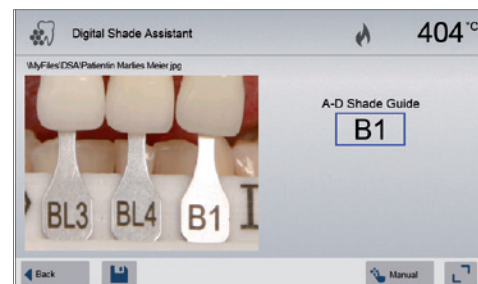 Digital Shade Assistant
404 °C
\MyFiles\DSA\Patientin Marlies Meier.jpg
A-D Shade Guide
B1
BL3 BL4 B1 I
Back
Manual